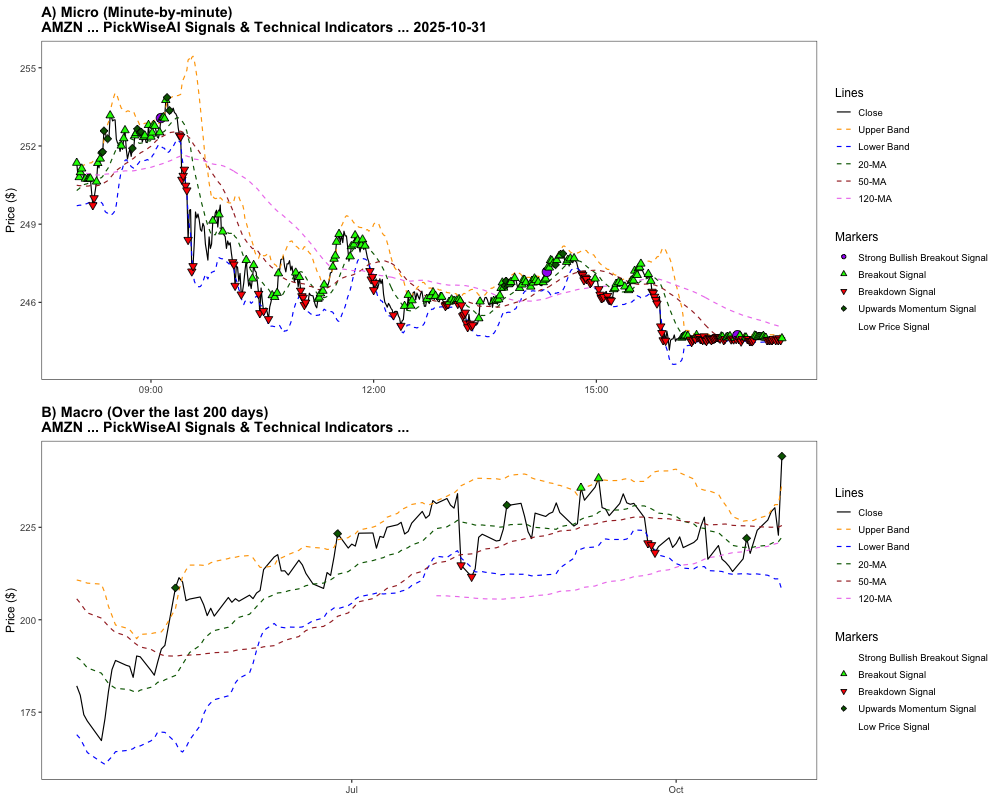 A) Micro (Minute-by-minute)
AMZN ... PickWiseAI Signals & Technical Indicators ... 2025-10-31
Price ($)
255
252
249
246
09:00
12:00
15:00
Lines
Close
Upper Band
Lower Band
20-MA
50-MA
120-MA
Markers
Strong Bullish Breakout Signal
Breakout Signal
Breakdown Signal
Upwards Momentum Signal
Low Price Signal
B) Macro (Over the last 200 days)
AMZN ... PickWiseAI Signals & Technical Indicators ...
Price ($)
225
200
175
Jul
Oct
Lines
Close
Upper Band
Lower Band
20-MA
50-MA
120-MA
Markers
Strong Bullish Breakout Signal
Breakout Signal
Breakdown Signal
Upwards Momentum Signal
Low Price Signal